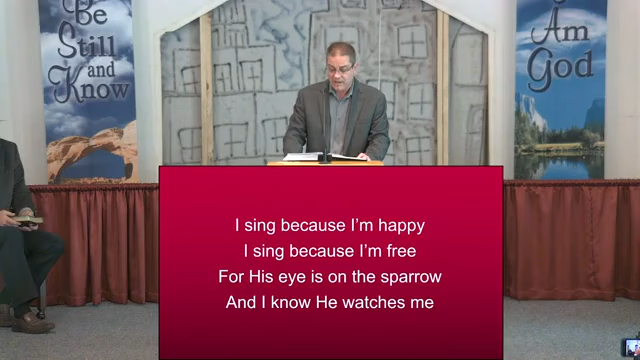 Be
Still
and
Know
I
Am
God
I sing because I’m happy
I sing because I’m free
For His eye is on the sparrow
And I know He watches me